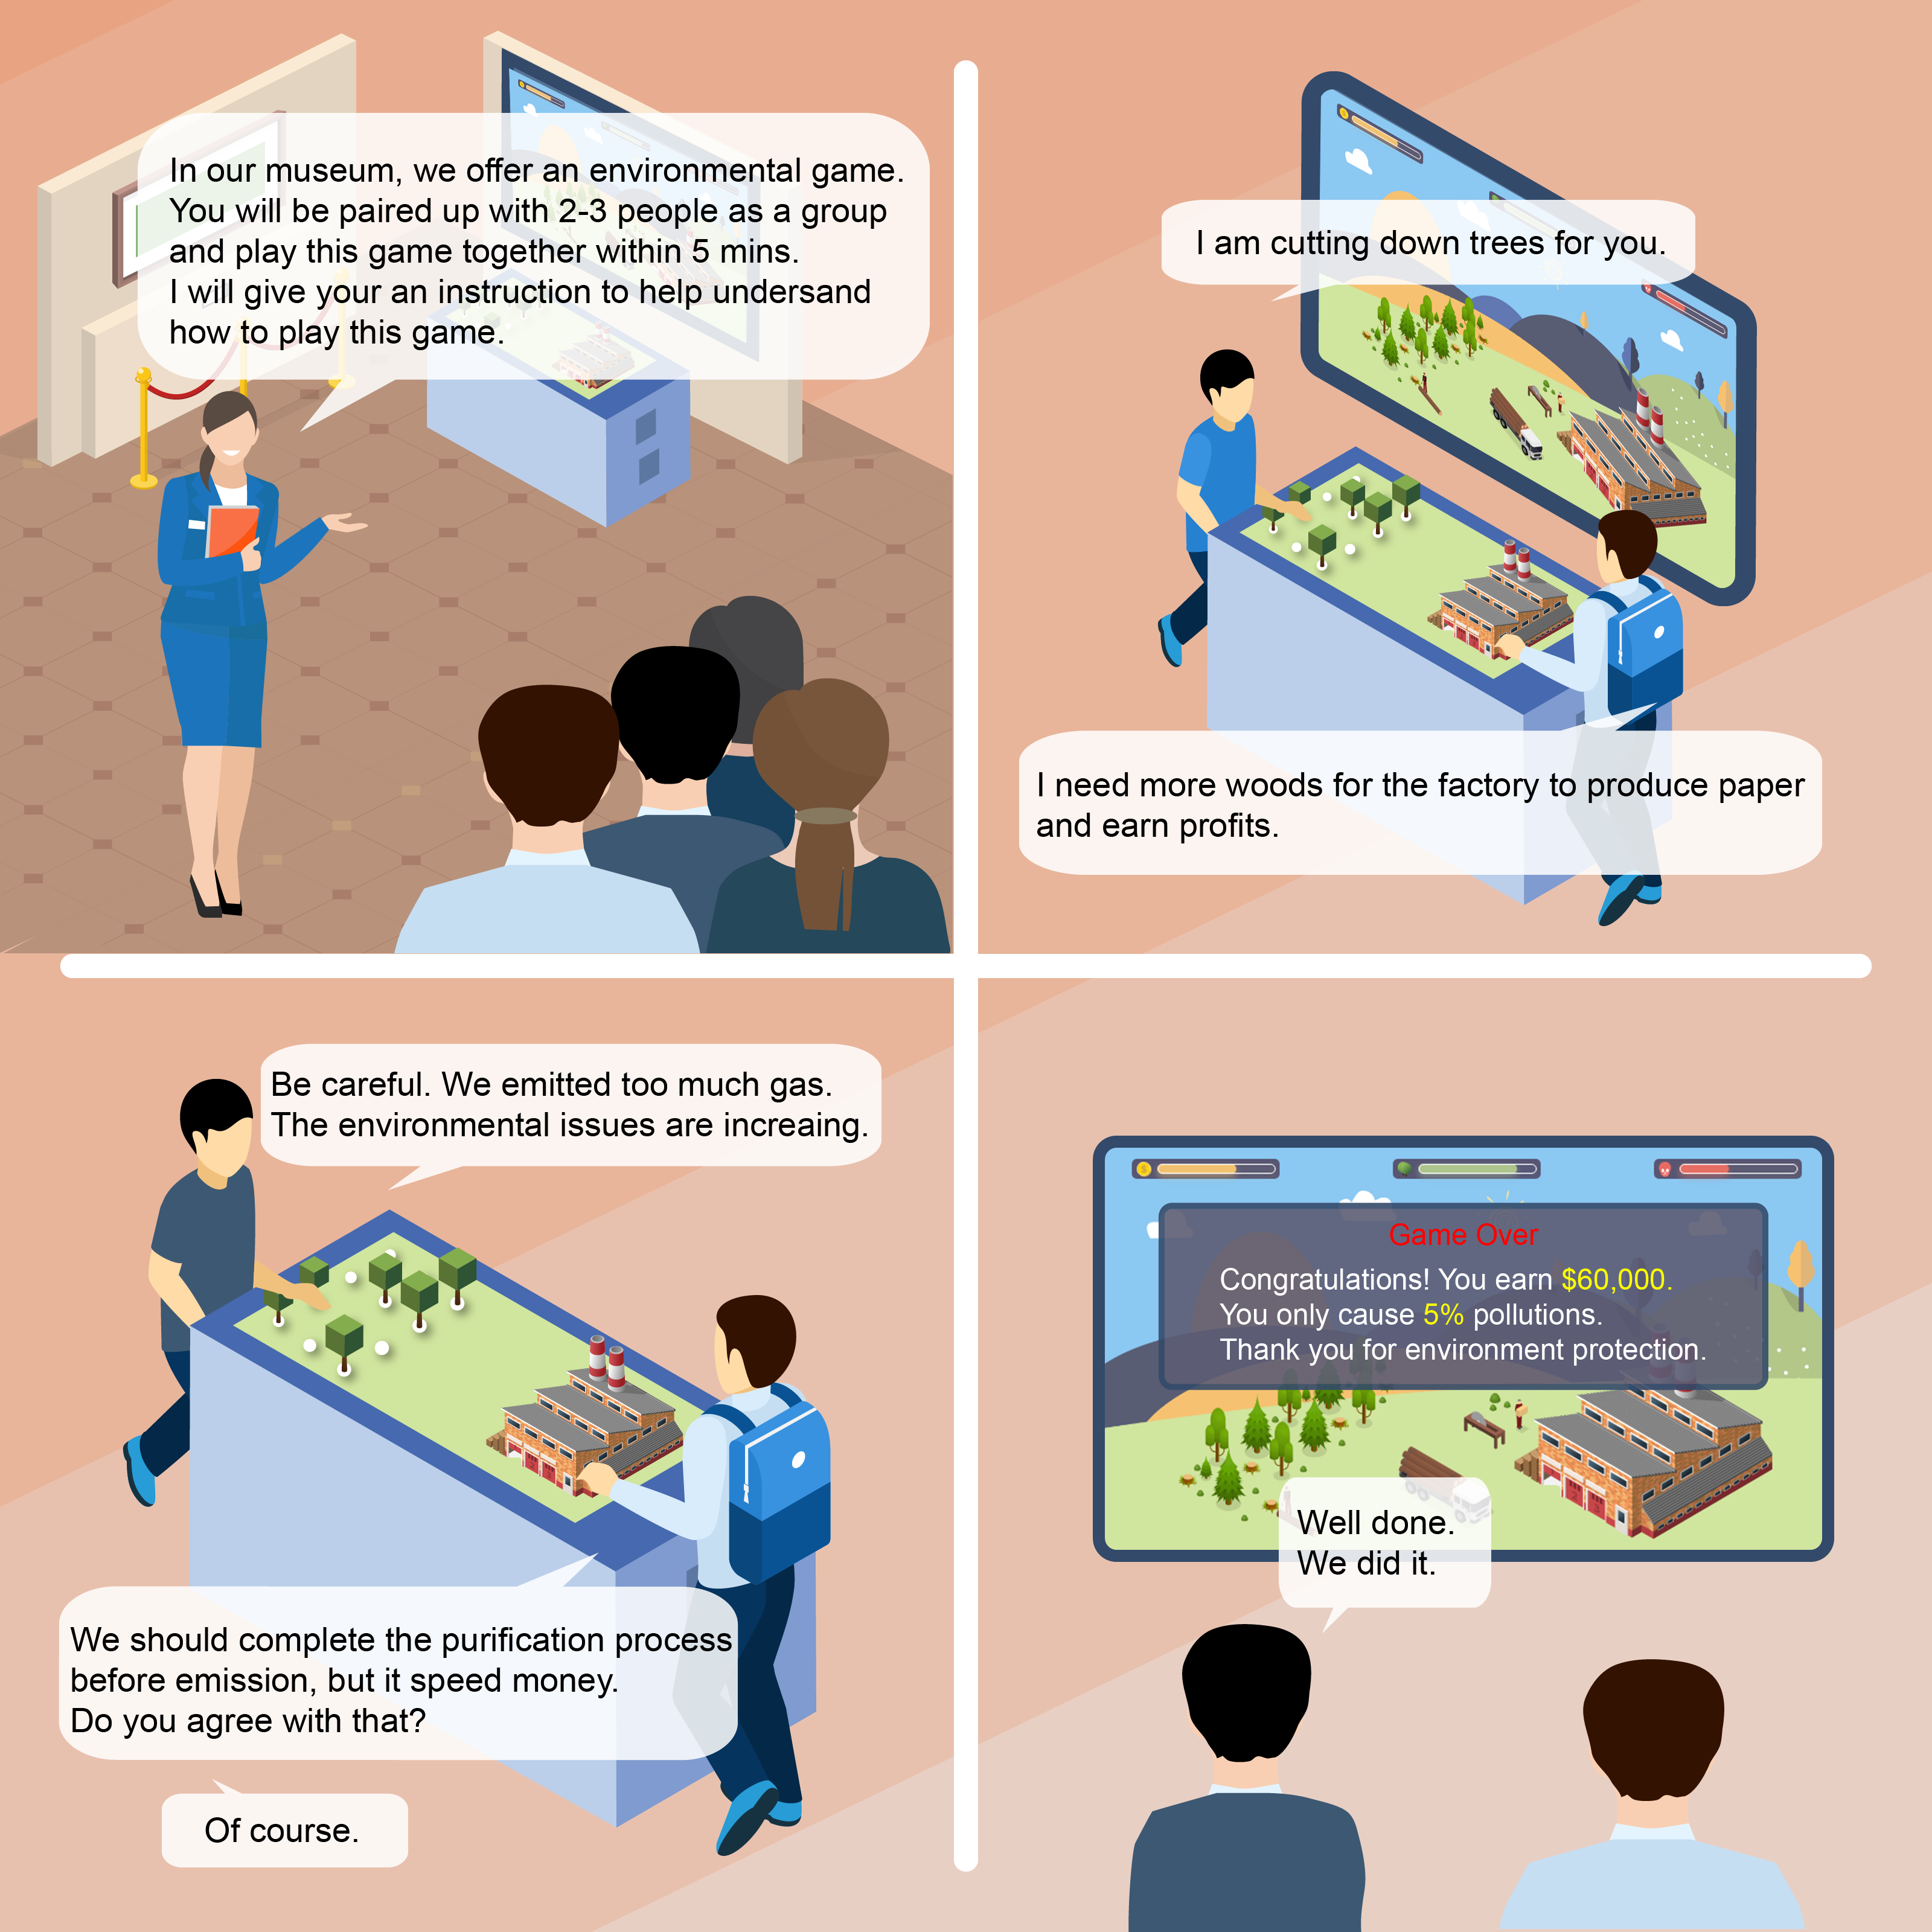 In our museum, we offer an environmental game.
You will be paired up with 2-3 people as a group
and play this game together within 5 mins.
I will give your an instruction to help undersand
how to play this game.
I am cutting down trees for you.
I need more woods for the factory to produce paper
and earn profits.
Be careful. We emitted too much gas.
The environmental issues are increaing.
We should complete the purification process
before emission, but it speed money.
Do you agree with that?
Of course.
Game Over
Congratulations! You earn $60,000.
You only cause 5% pollutions.
Thank you for environment protection.
Well done.
We did it.